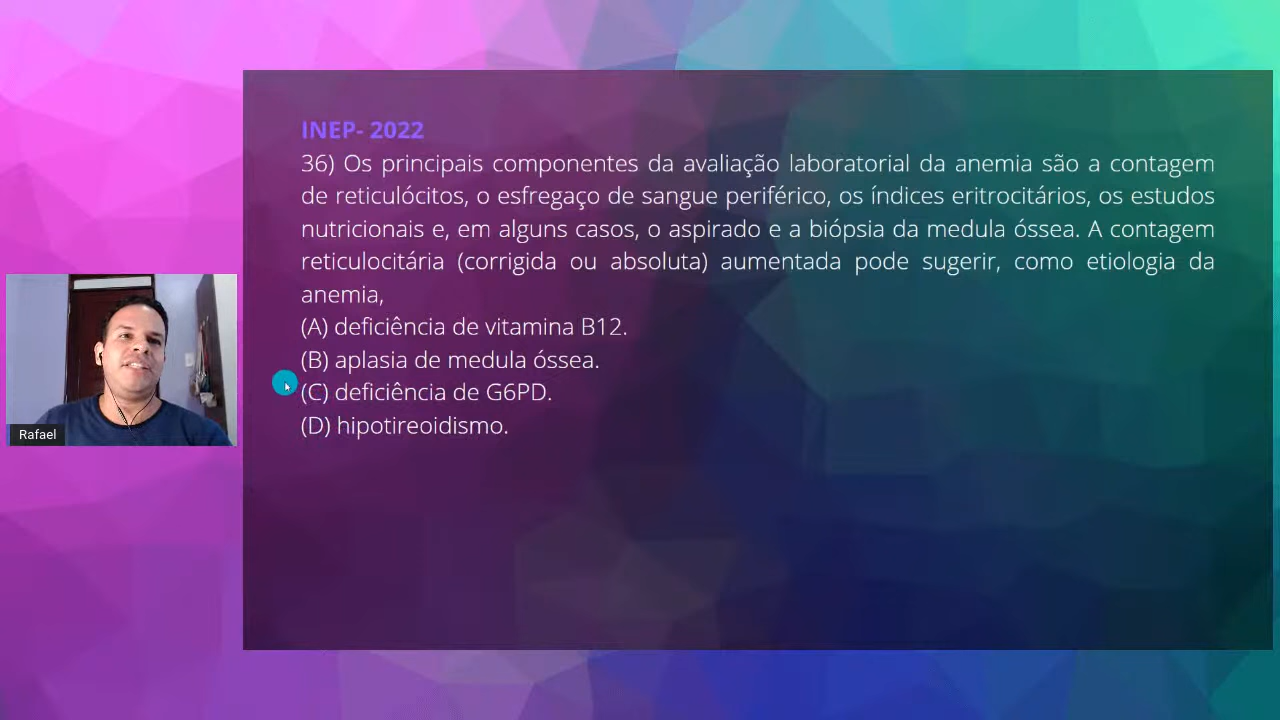 INEP- 2022
36) Os principais componentes da avaliação laboratorial da anemia são a contagem
de reticulócitos, o esfregaço de sangue periférico, os índices eritrocitários, os estudos
nutricionais e, em alguns casos, o aspirado e a biópsia da medula óssea. A contagem
reticulocitária (corrigida ou absoluta) aumentada pode sugerir, como etiologia da
anemia,
(A) deficiência de vitamina B12.
(B) aplasia de medula óssea.
(C) deficiência de G6PD.
(D) hipotireoidismo.
Rafael